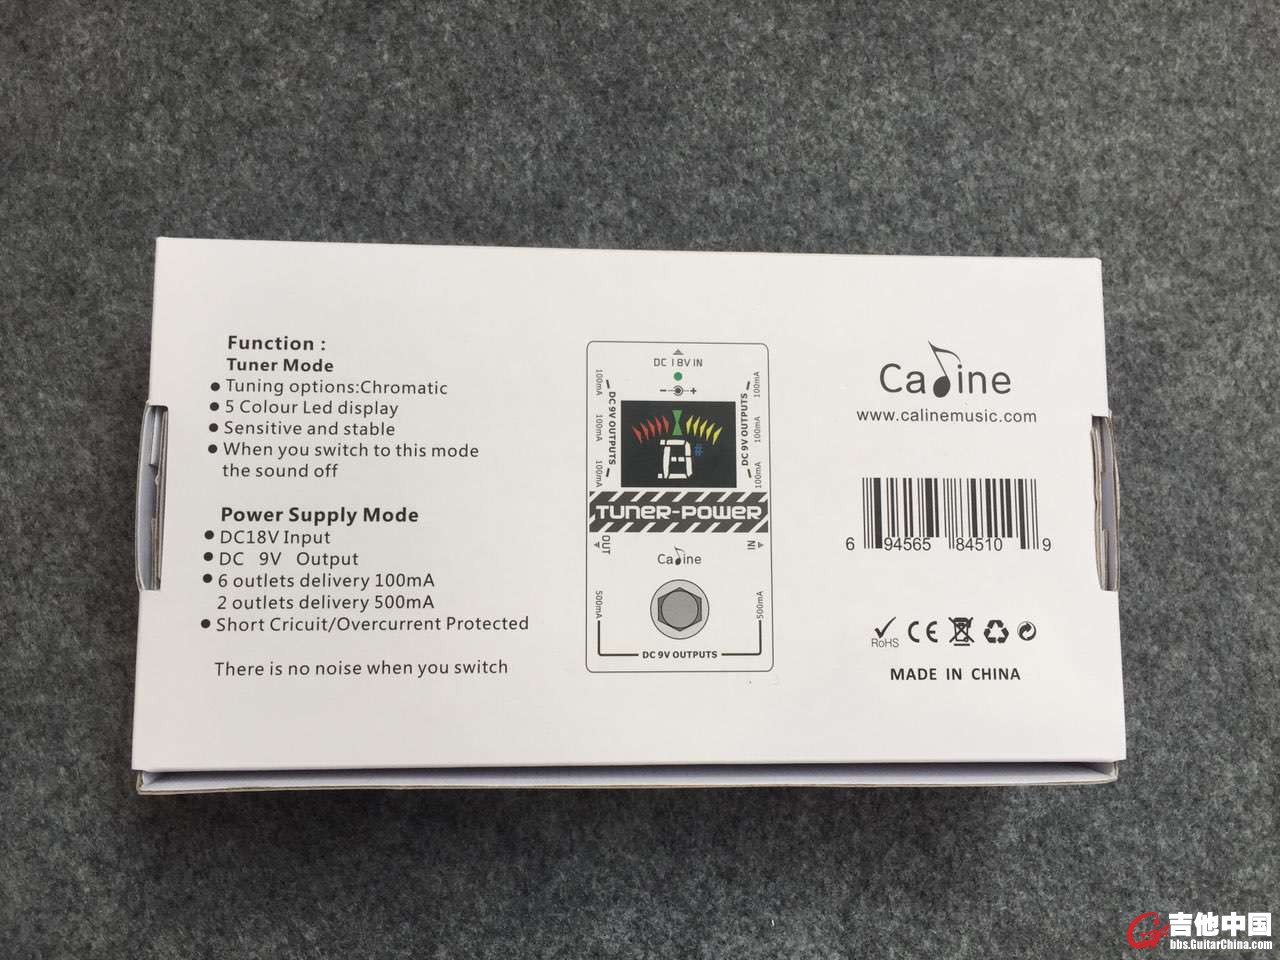 Function :
Tuner Mode
● Tuning options:Chromatic
● 5 Colour Led display
● Sensitive and stable
● When you switch to this mode
the sound off
Power Supply Mode
● DC18V Input
● DC 9V Output
● 6 outlets delivery 100mA
2 outlets delivery 500mA
● Short Cricuit/Overcurrent Protected
There is no noise when you switch
DC 18V IN
- +
100mA
100mA
100mA
DC 9V OUTPUTS
DC 9V OUTPUTS
100mA
100mA
100mA
B#
TUNER-POWER
OUT
IN
Caline
500mA
500mA
DC 9V OUTPUTS
Caline
www.calinemusic.com
6 94565 84510 9
RoHS CE
MADE IN CHINA
吉他中国
bbs.GuitarChina.com